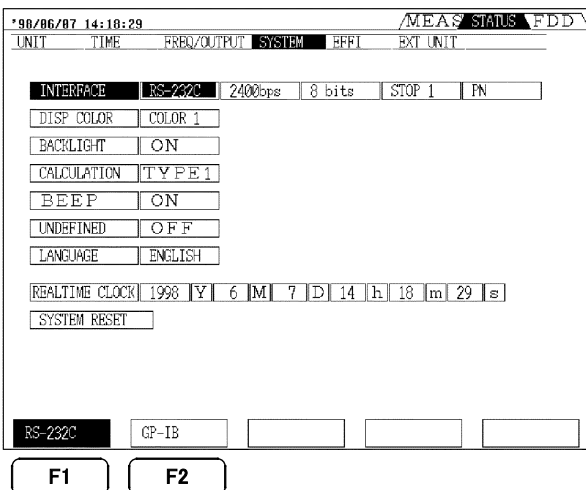 '98/06/07 14:18:29 MEAS STATUS FDD
UNIT TIME FREQ/OUTPUT SYSTEM EFFI EXT UNIT
INTERFACE RS-232C 2400bps 8 bits STOP 1 PN
DISP COLOR COLOR 1
BACKLIGHT ON
CALCULATION TYPE1
BEEP ON
UNDEFINED OFF
LANGUAGE ENGLISH
REALTIME CLOCK 1998 Y 6 M 7 D 14 h 18 m 29 s
SYSTEM RESET
RS-232C GP-IB
F1 F2